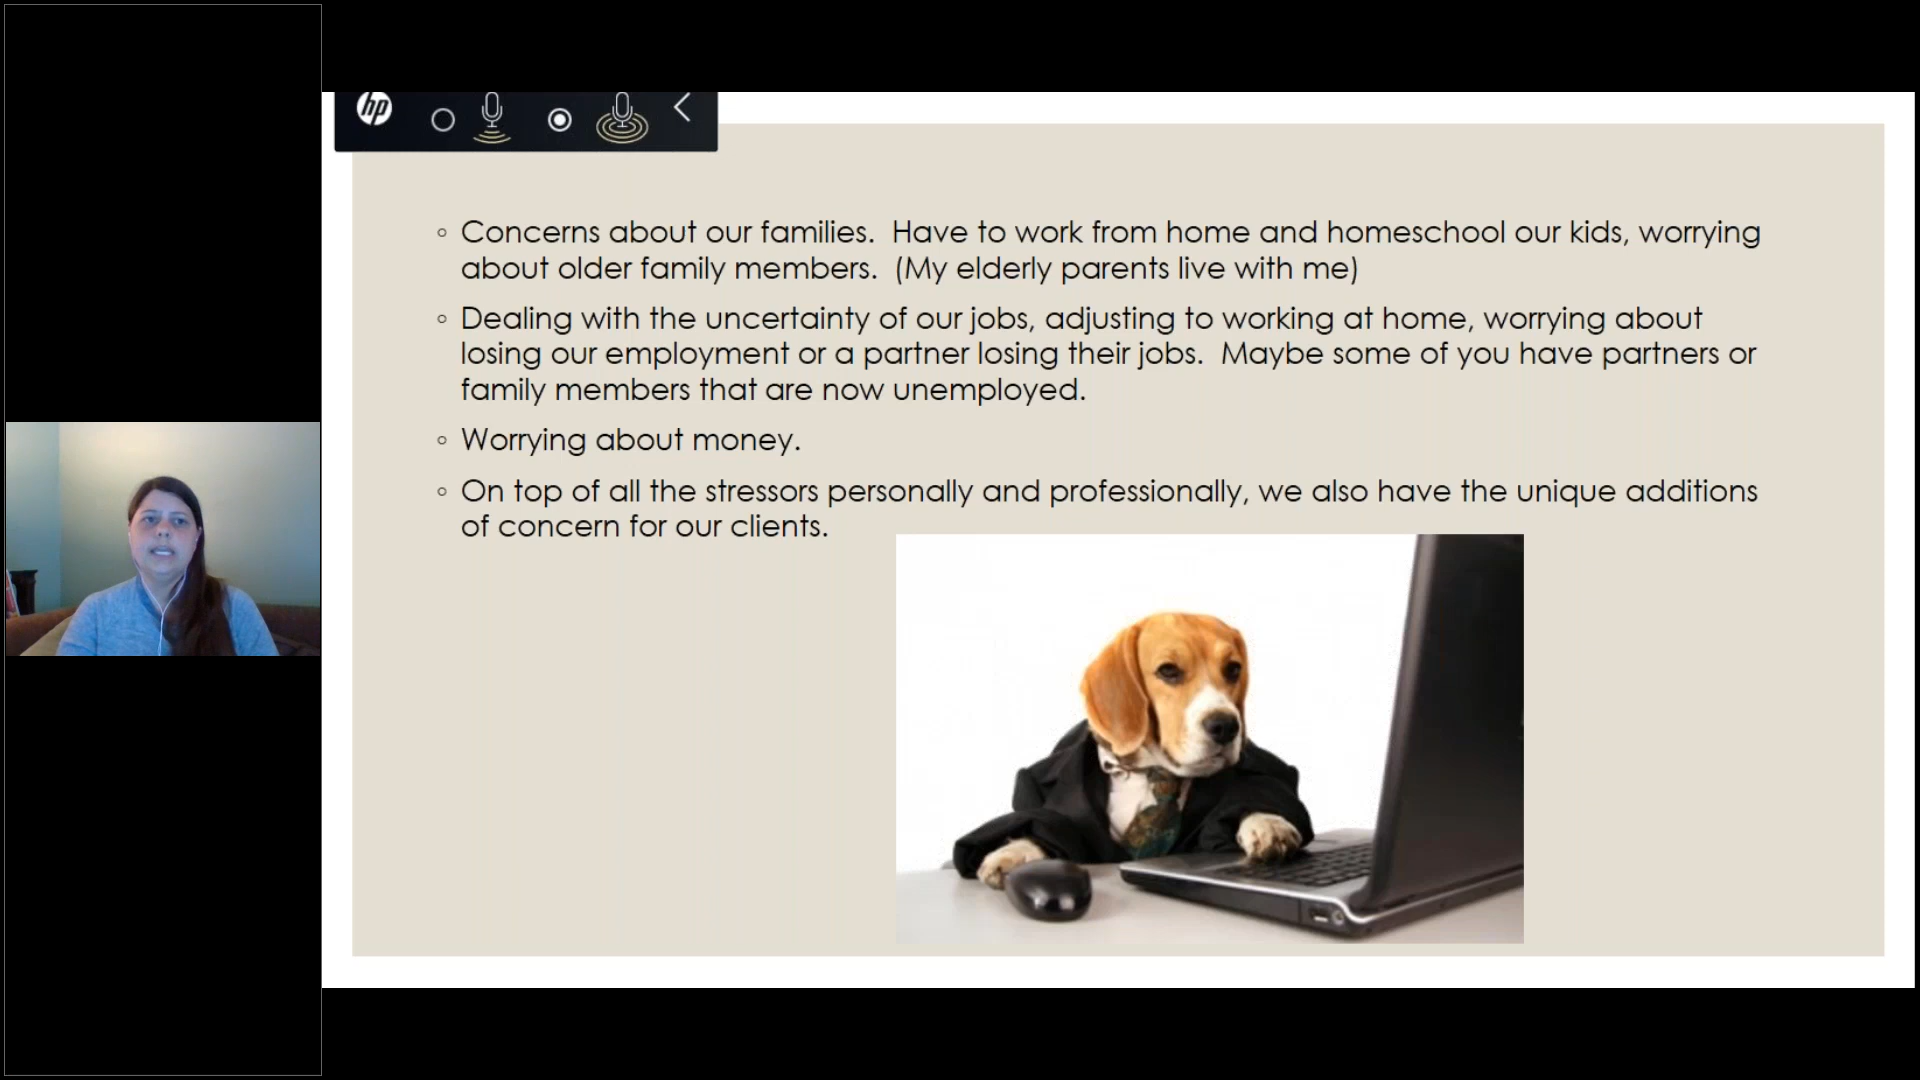 hp
◦ Concerns about our families.  Have to work from home and homeschool our kids, worrying
about older family members.  (My elderly parents live with me)
◦ Dealing with the uncertainty of our jobs, adjusting to working at home, worrying about
losing our employment or a partner losing their jobs.  Maybe some of you have partners or
family members that are now unemployed.
◦ Worrying about money.
◦ On top of all the stressors personally and professionally, we also have the unique additions
of concern for our clients.